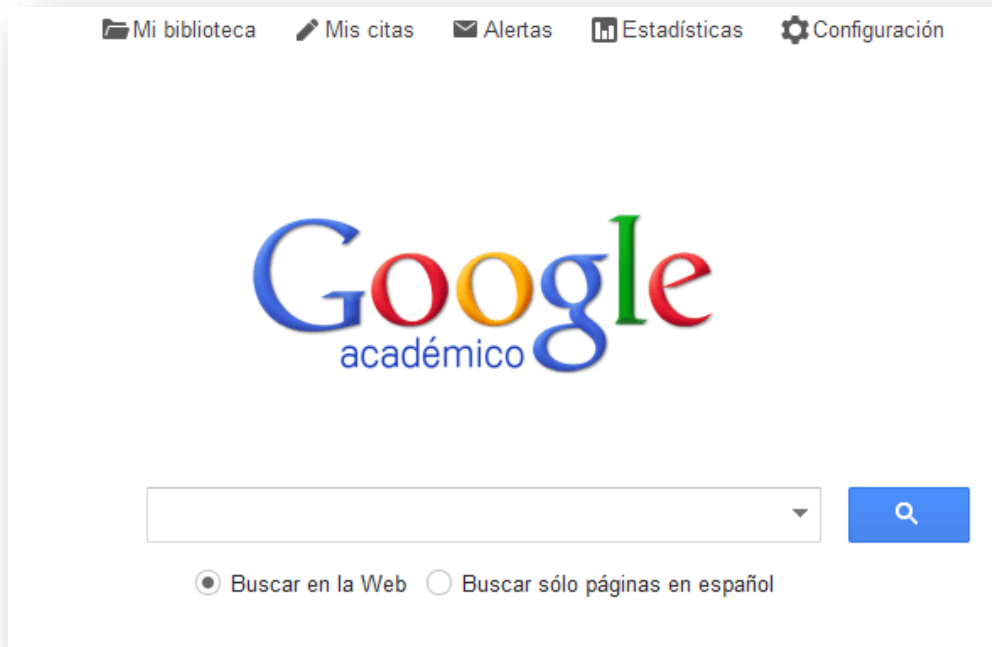 Mi biblioteca Mis citas Alertas Estadísticas Configuración
Google
académico
Buscar en la Web Buscar sólo páginas en español